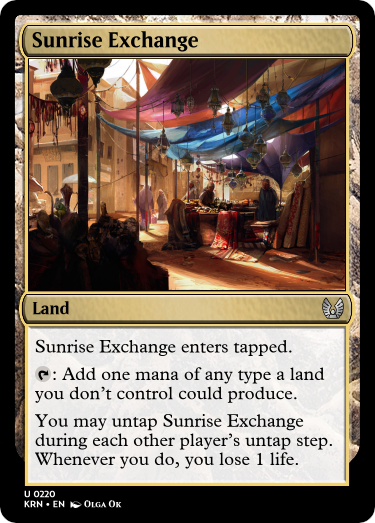 Sunrise Exchange
Land
Sunrise Exchange enters tapped.
: Add one mana of any type a land
you don't control could produce.
You may untap Sunrise Exchange
during each other player's untap step.
Whenever you do, you lose 1 life.
U 0220
KRN • EN Olga Ok